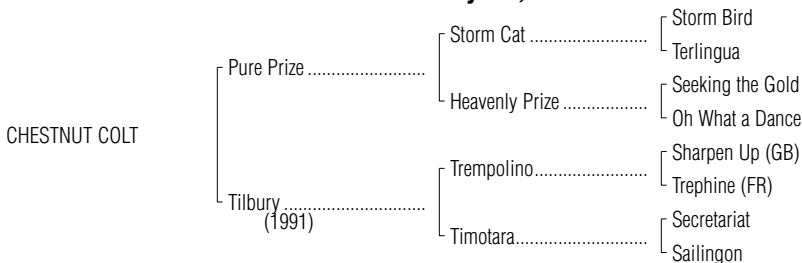 Storm Bird
Storm Cat ........................
Terlingua
Pure Prize ........................
Seeking the Gold
Heavenly Prize .................
Oh What a Dance
CHESTNUT COLT
Sharpen Up (GB)
Trempolino.......................
Trephine (FR)
Tilbury .............................
(1991)
Secretariat
Timotara...........................
Sailingon